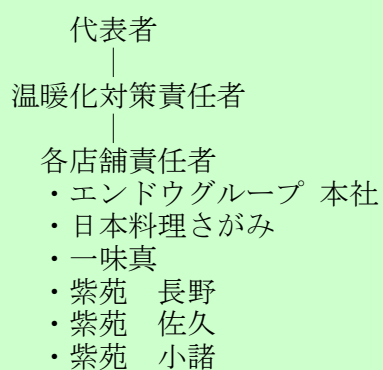 代表者
温暖化対策責任者
各店舗責任者
・エンドウグループ 本社
・日本料理さがみ
・一味真
・紫苑　長野
・紫苑　佐久
・紫苑　小諸